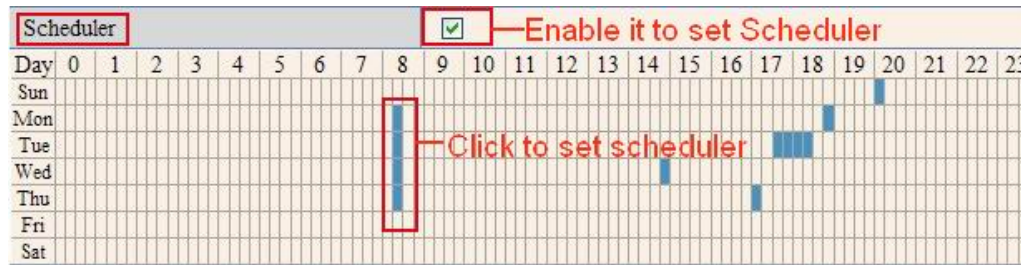 Scheduler Enable it to set Scheduler
Day 0 1 2 3 4 5 6 7 8 9 10 11 12 13 14 15 16 17 18 19 20 21 22 23
Sun
Mon
Tue Click to set scheduler
Wed
Thu
Fri
Sat